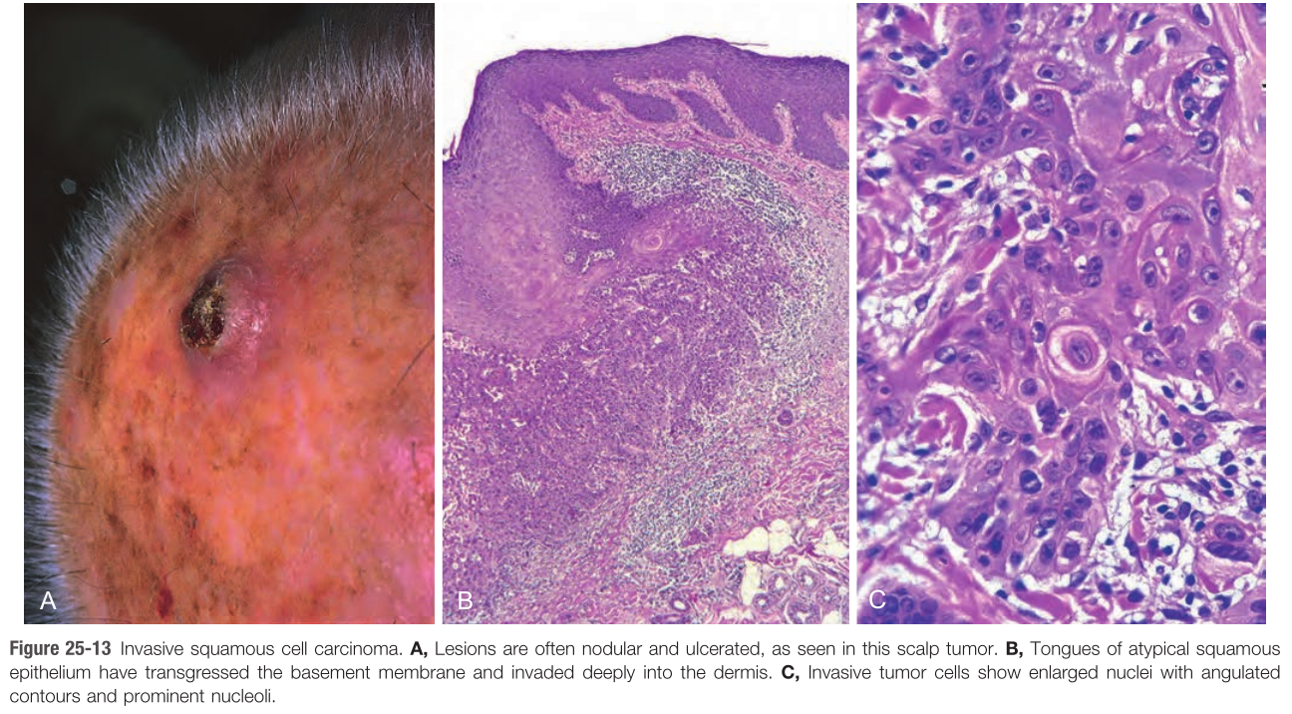 A
B
C
Figure 25-13 Invasive squamous cell carcinoma. A, Lesions are often nodular and ulcerated, as seen in this scalp tumor. B, Tongues of atypical squamous
epithelium have transgressed the basement membrane and invaded deeply into the dermis. C, Invasive tumor cells show enlarged nuclei with angulated
contours and prominent nucleoli.